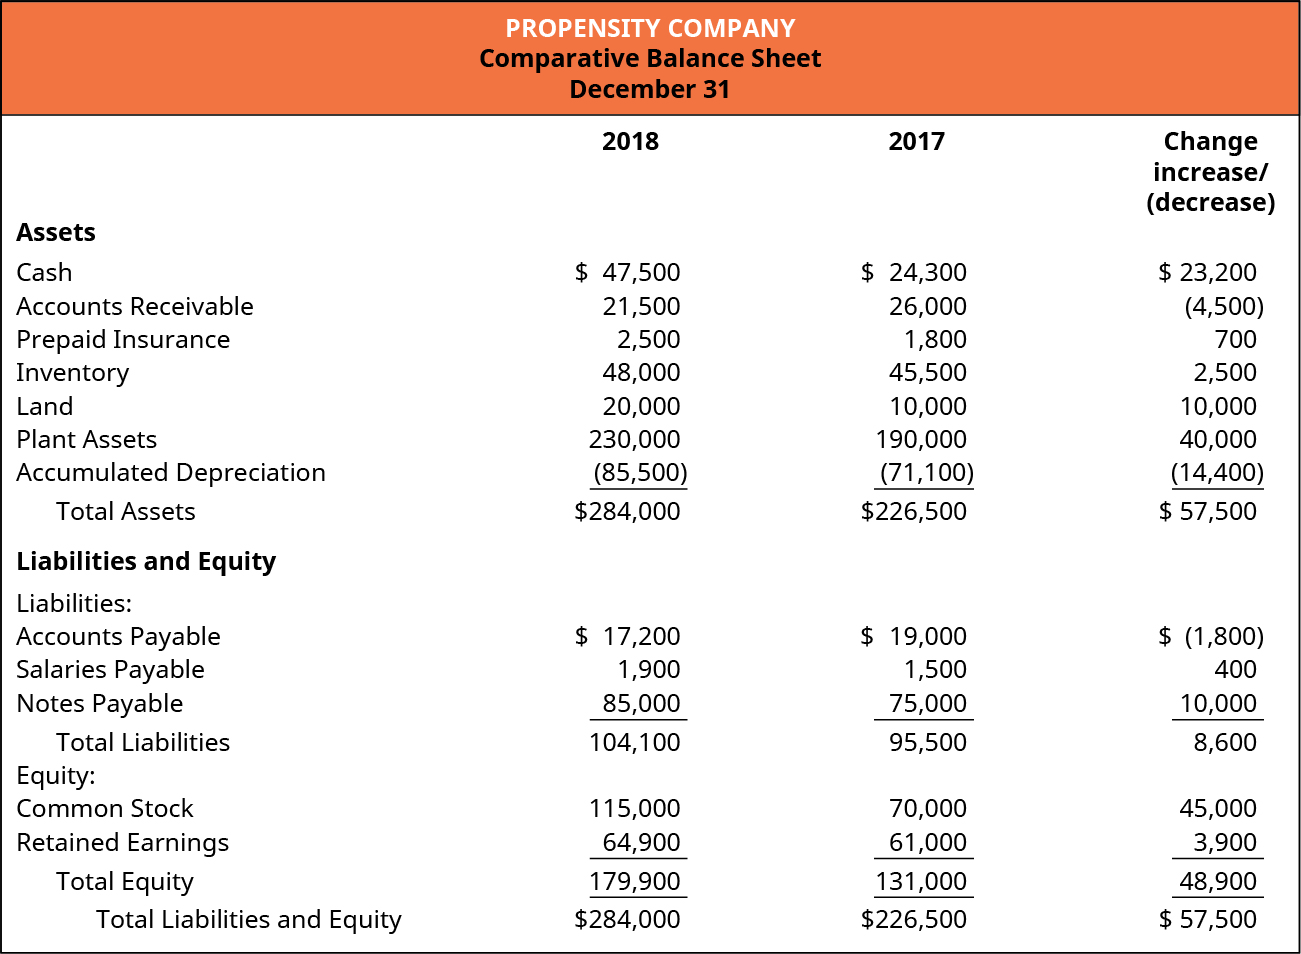 PROPENSITY COMPANY
Comparative Balance Sheet
December 31
2018 2017 Change increase/ (decrease)
Assets
Cash $ 47,500 $ 24,300 $ 23,200
Accounts Receivable 21,500 26,000 (4,500)
Prepaid Insurance 2,500 1,800 700
Inventory 48,000 45,500 2,500
Land 20,000 10,000 10,000
Plant Assets 230,000 190,000 40,000
Accumulated Depreciation (85,500) (71,100) (14,400)
Total Assets $284,000 $226,500 $ 57,500
Liabilities and Equity
Liabilities:
Accounts Payable $ 17,200 $ 19,000 $ (1,800)
Salaries Payable 1,900 1,500 400
Notes Payable 85,000 75,000 10,000
Total Liabilities 104,100 95,500 8,600
Equity:
Common Stock 115,000 70,000 45,000
Retained Earnings 64,900 61,000 3,900
Total Equity 179,900 131,000 48,900
Total Liabilities and Equity $284,000 $226,500 $ 57,500